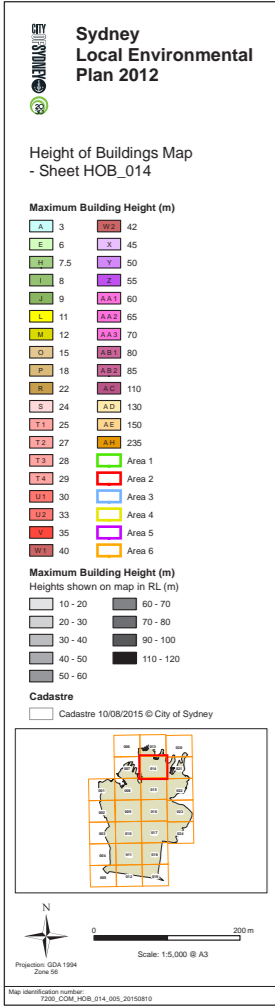 CITY OF SYDNEY
2030
Sydney
Local Environmental
Plan 2012
Height of Buildings Map
- Sheet HOB_014
Maximum Building Height (m)
A 3
E 6
H 7.5
I 8
J 9
L 11
M 12
O 15
P 18
R 22
S 24
T1 25
T2 27
T3 28
T4 29
U1 30
U2 33
V 35
W1 40
W2 42
X 45
Y 50
Z 55
AA1 60
AA2 65
AA3 70
AB1 80
AB2 85
AC 110
AD 130
AE 150
AH 235
Area 1
Area 2
Area 3
Area 4
Area 5
Area 6
Maximum Building Height (m)
Heights shown on map in RL (m)
10 - 20
20 - 30
30 - 40
40 - 50
50 - 60
60 - 70
70 - 80
90 - 100
110 - 120
Cadastre
Cadastre 10/08/2015 © City of Sydney
N
0 200 m
Scale: 1:5,000 @ A3
Projection: GDA 1994
Zone 56
Map identification number:
7200_COM_HOB_014_005_20150810